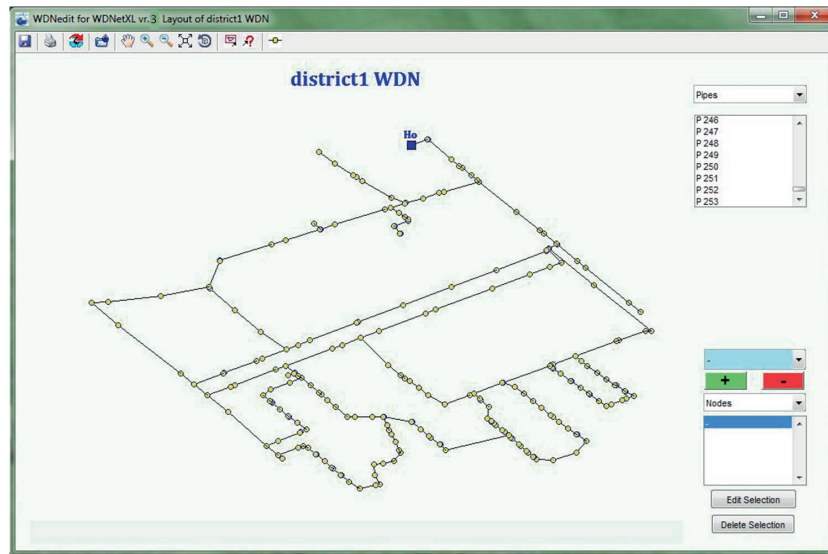 WDNedit for WDNetXL vr.3 Layout of district1 WDN
district1 WDN
Ho
Pipes
P 246
P 247
P 248
P 249
P 250
P 251
P 252
P 253
-
+
-
Nodes
-
Edit Selection
Delete Selection